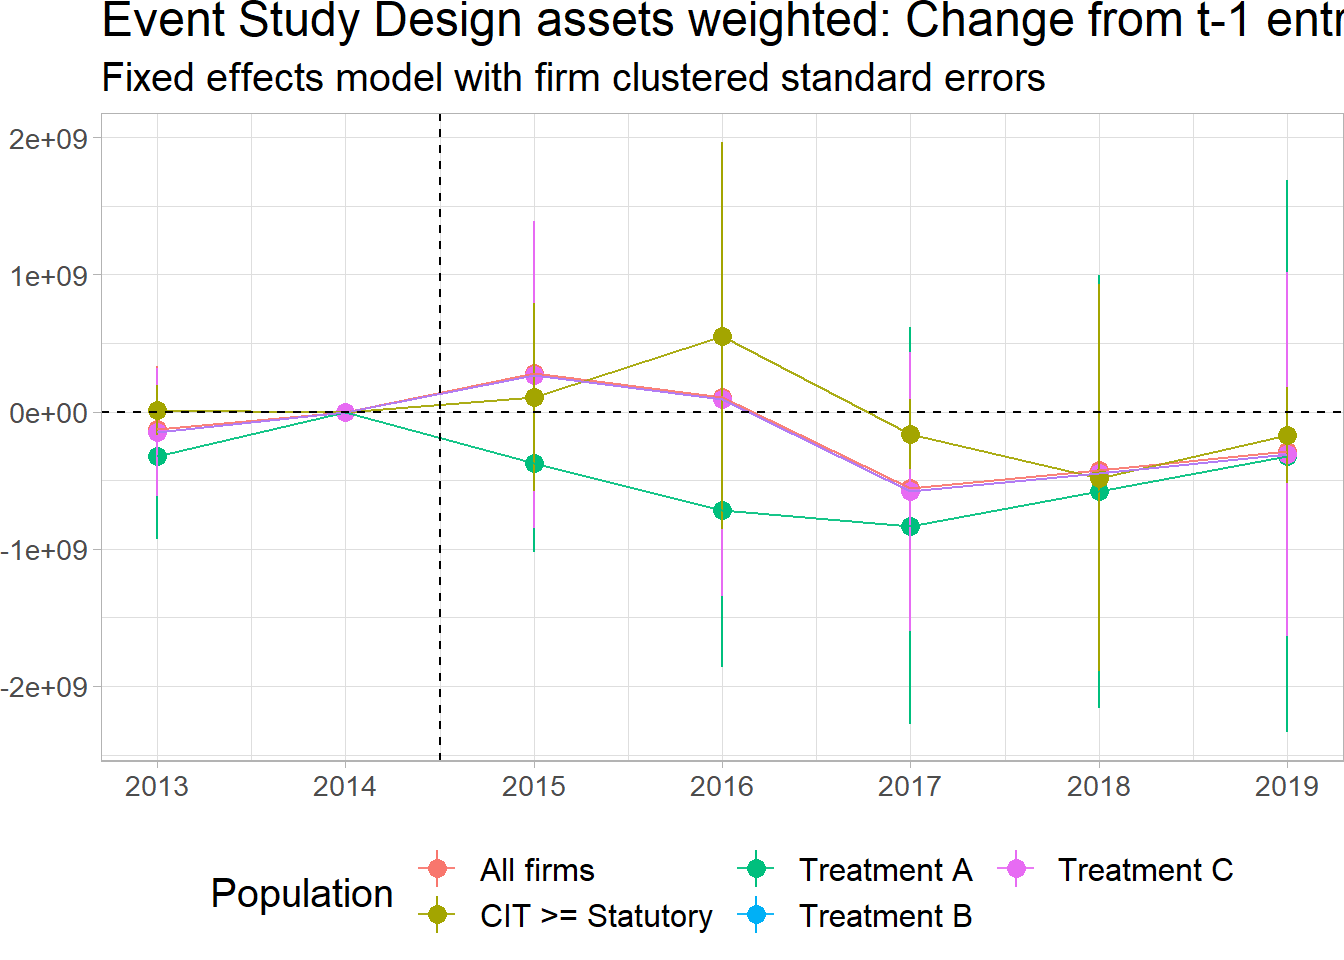 Event Study Design assets weighted: Change from t-1 entr
Fixed effects model with firm clustered standard errors
2e+09
1e+09
0e+00
-1e+09
-2e+09
2013 2014 2015 2016 2017 2018 2019
Population
All firms
CIT >= Statutory
Treatment A
Treatment B
Treatment C